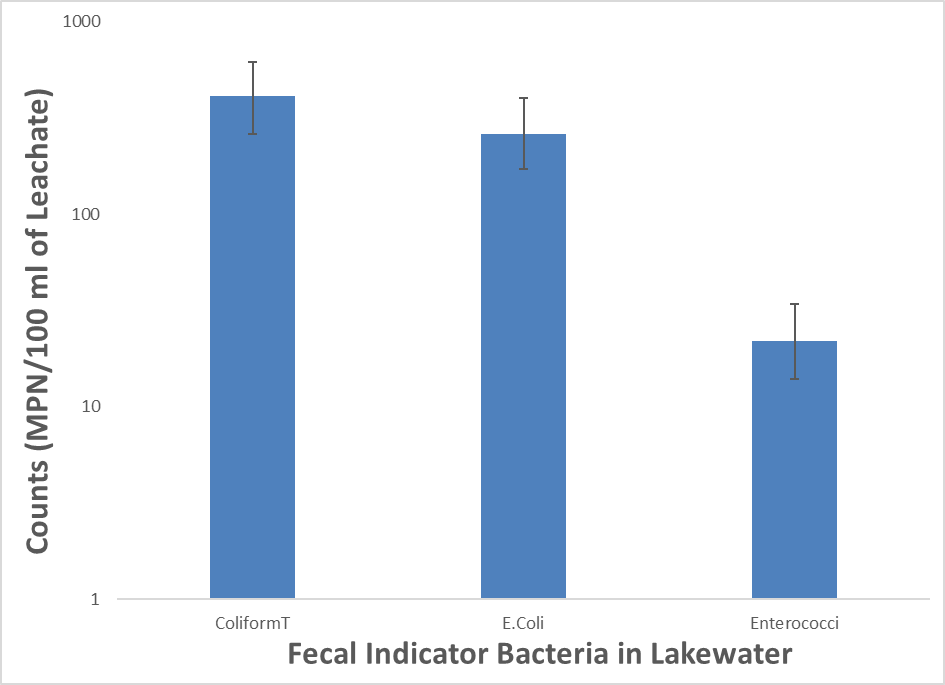 1000
100
10
1
Counts (MPN/100 ml of Leachate)
ColiformT
E.Coli
Enterococci
Fecal Indicator Bacteria in Lakewater